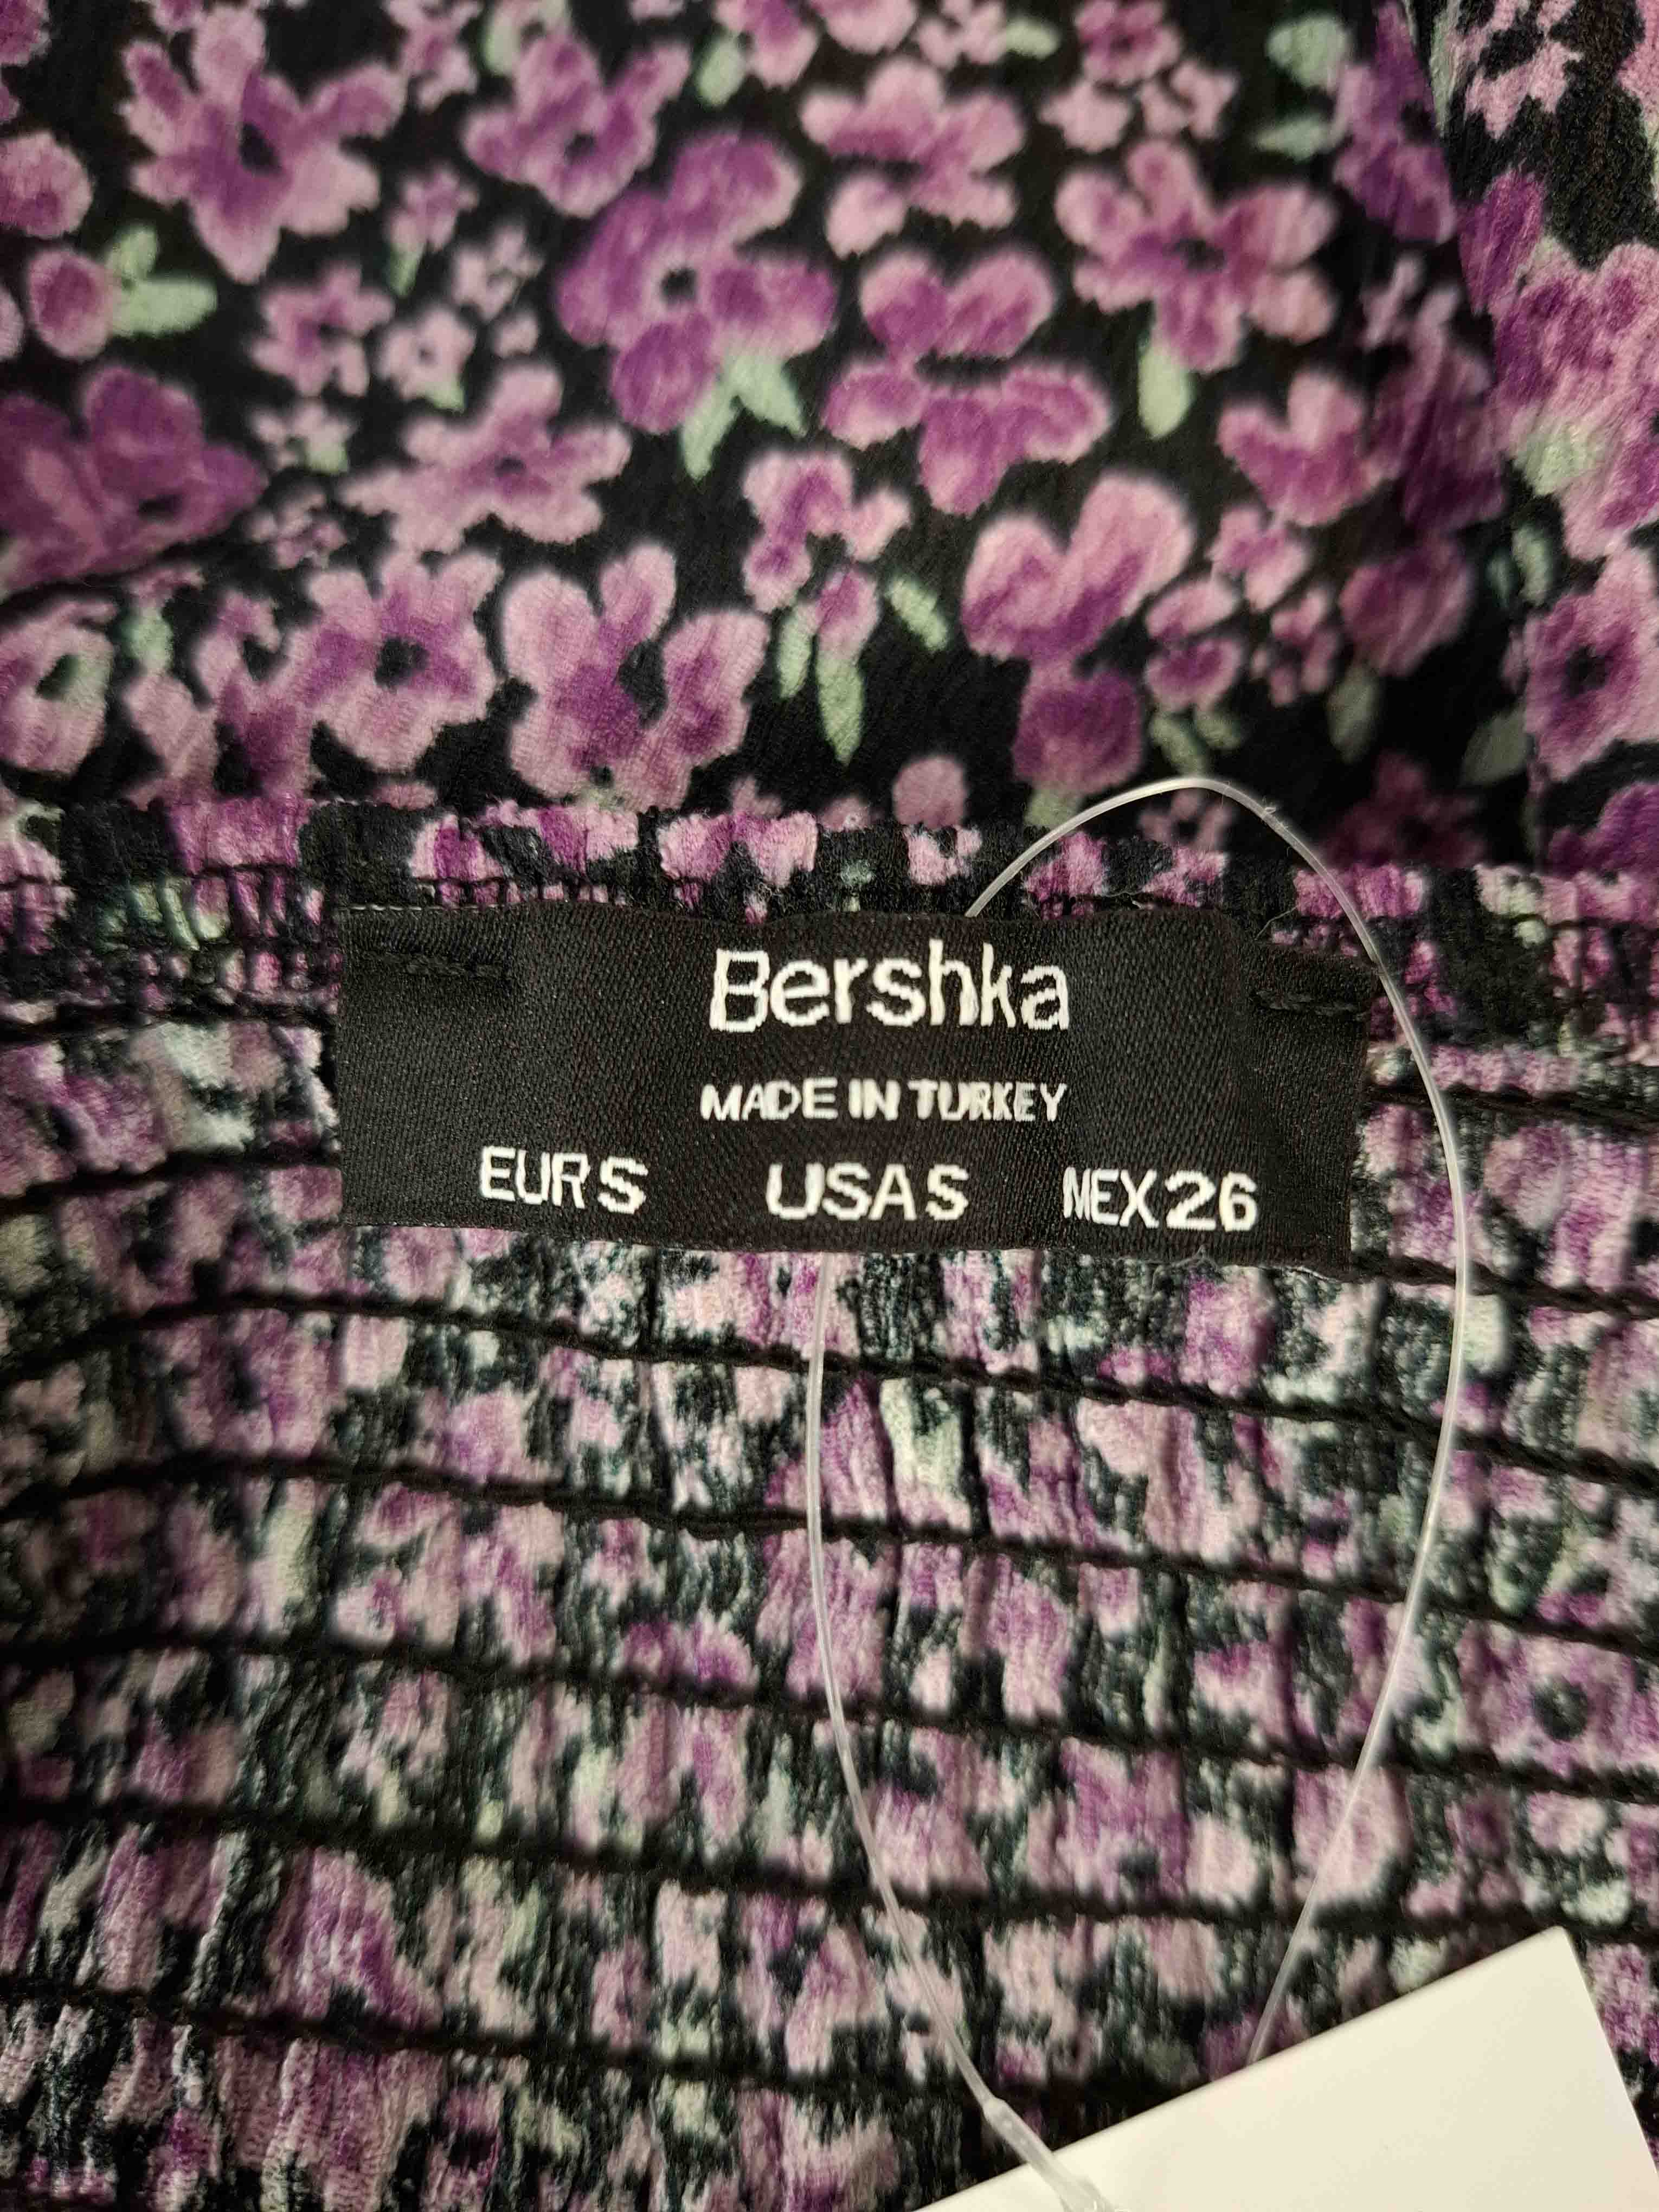 Bershka
MADE IN TURKEY
EUR S USA S MEX 26